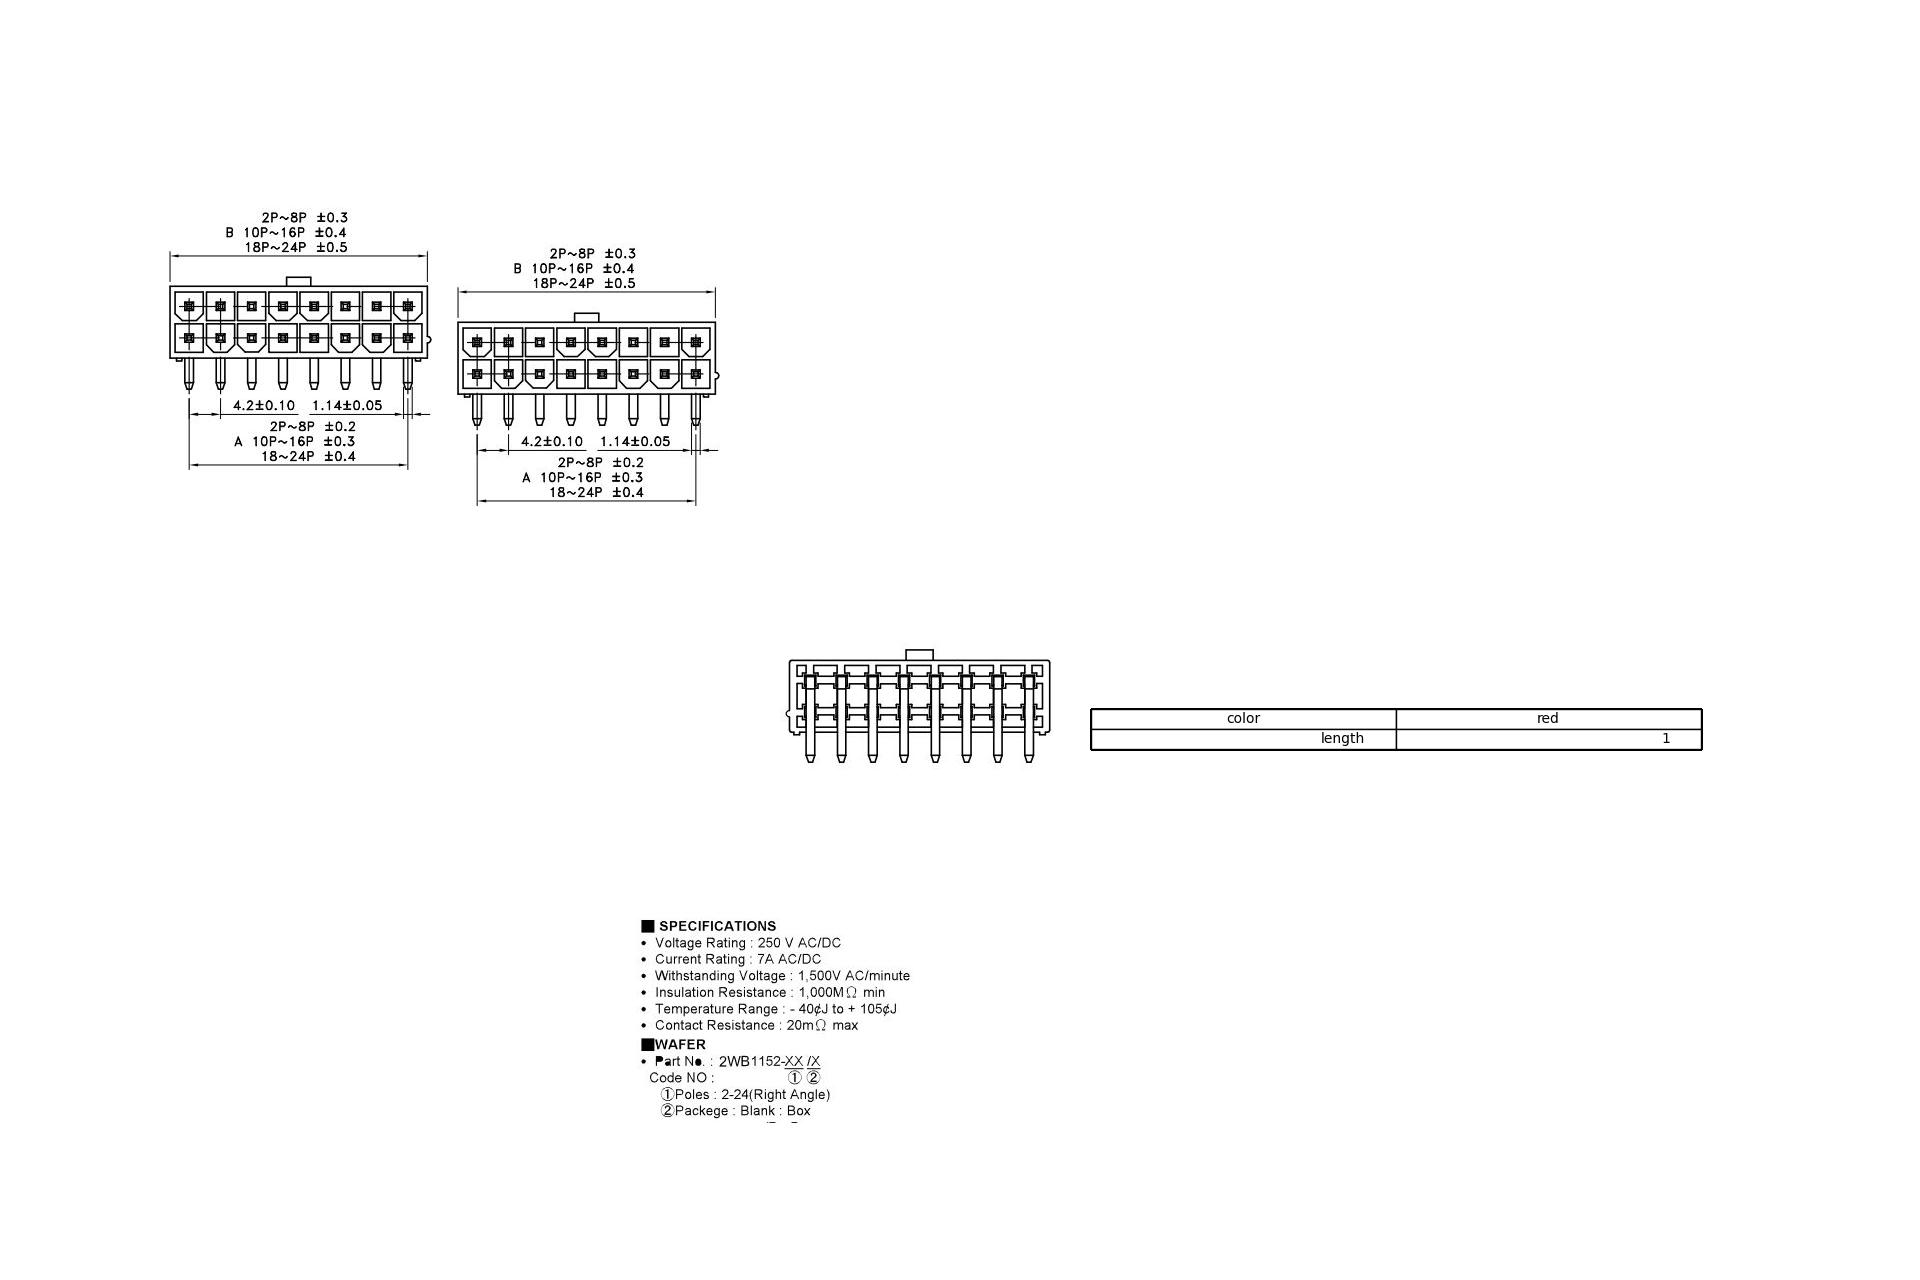 2P~8P ±0.3
B 10P~16P ±0.4
18P~24P ±0.5
4.2±0.10 1.14±0.05
2P~8P ±0.2
A 10P~16P ±0.3
18~24P ±0.4
2P~8P ±0.3
B 10P~16P ±0.4
18P~24P ±0.5
4.2±0.10 1.14±0.05
2P~8P ±0.2
A 10P~16P ±0.3
18~24P ±0.4
color red
length 1
■ SPECIFICATIONS
• Voltage Rating : 250 V AC/DC
• Current Rating : 7A AC/DC
• Withstanding Voltage : 1,500V AC/minute
• Insulation Resistance : 1,000MΩ min
• Temperature Range : - 40¢J to + 105¢J
• Contact Resistance : 20mΩ max
■WAFER
• Part No. : 2WB1152-XX /X
Code NO : ① ②
①Poles : 2-24(Right Angle)
②Packege : Blank : Box